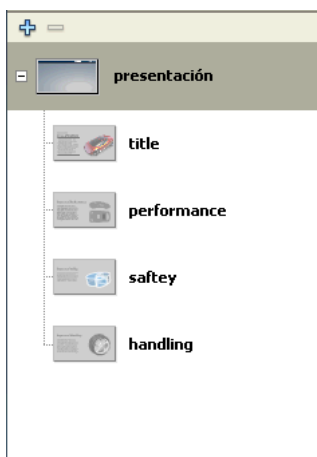 presentación
title
performance
saftey
handling